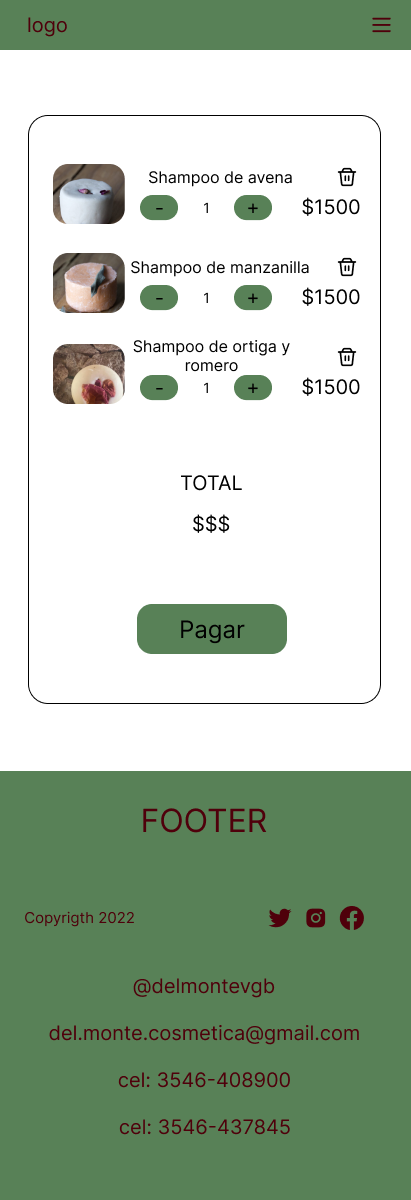 logo
Shampoo de avena
- 1 + $1500
Shampoo de manzanilla
- 1 + $1500
Shampoo de ortiga y
romero
- 1 + $1500
TOTAL
$$$
Pagar
FOOTER
Copyrigth 2022
@delmontevgb
del.monte.cosmetica@gmail.com
cel: 3546-408900
cel: 3546-437845